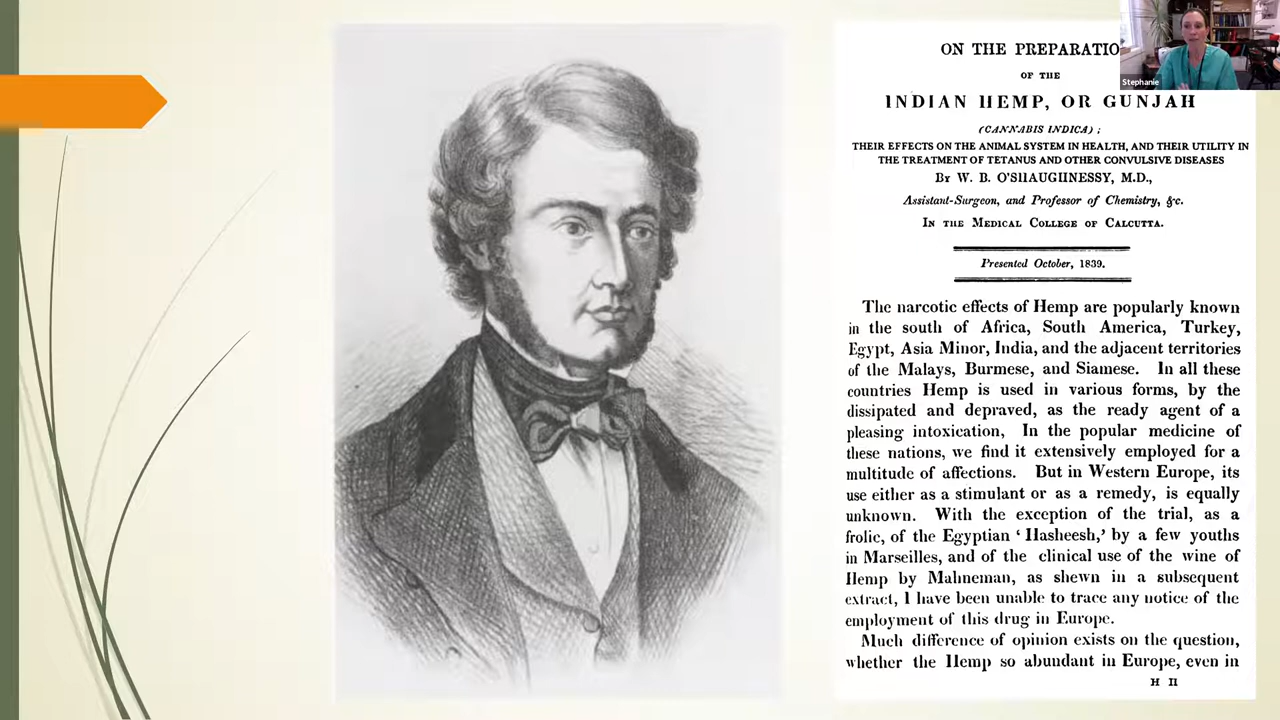 ON THE PREPARATIO
OF THE
INDIAN HEMP, OR GUNJAH
(CANNABIS INDICA);
THEIR EFFECTS ON THE ANIMAL SYSTEM IN HEALTH, AND THEIR UTILITY IN
THE TREATMENT OF TETANUS AND OTHER CONVULSIVE DISEASES
By W. B. O'SHAUGHNESSY, M.D.,
Assistant-Surgeon, and Professor of Chemistry, &c.
In the Medical College of Calcutta.
Presented October, 1839.
The narcotic effects of Hemp are popularly known
in the south of Africa, South America, Turkey,
Egypt, Asia Minor, India, and the adjacent territories
of the Malays, Burmese, and Siamese. In all these
countries Hemp is used in various forms, by the
dissipated and depraved, as the ready agent of a
pleasing intoxication, In the popular medicine of
these nations, we find it extensively employed for a
multitude of affections. But in Western Europe, its
use either as a stimulant or as a remedy, is equally
unknown. With the exception of the trial, as a
frolic, of the Egyptian ‘Hasheesh,’ by a few youths
in Marseilles, and of the clinical use of the wine of
Hemp by Mahneman, as shewn in a subsequent
extract, I have been unable to trace any notice of the
employment of this drug in Europe.
Much difference of opinion exists on the question,
whether the Hemp so abundant in Europe, even in
H H
Stephanie